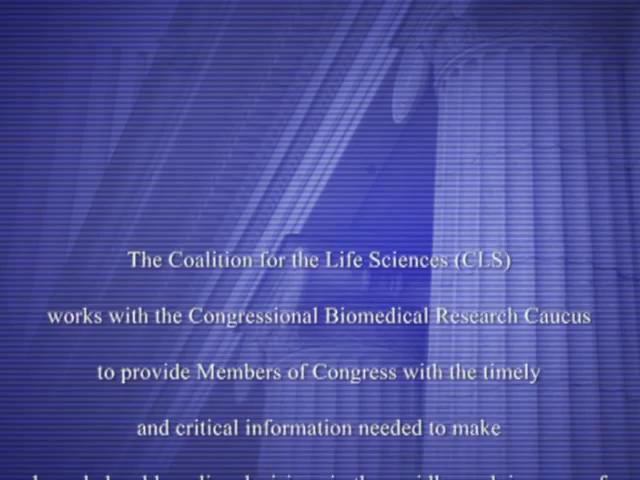 The Coalition for the Life Sciences (CLS)
works with the Congressional Biomedical Research Caucus
to provide Members of Congress with the timely
and critical information needed to make